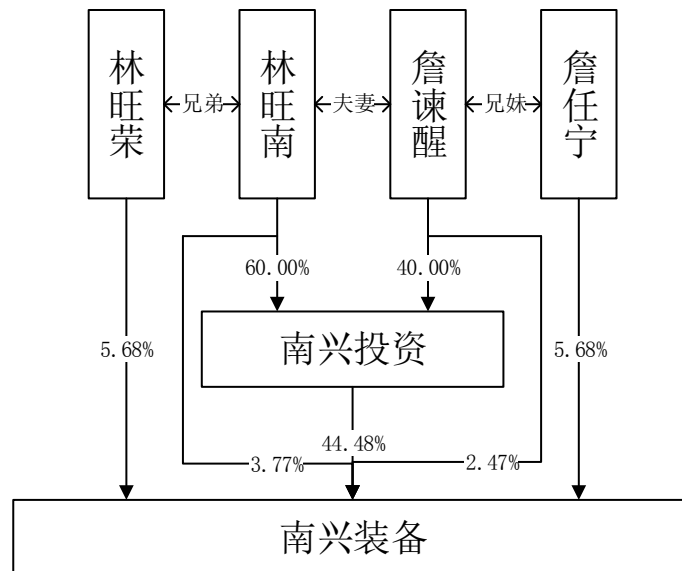 林旺荣
林旺南
詹谏醒
詹任宁
兄弟
夫妻
兄妹
60.00%
40.00%
5.68%
南兴投资
5.68%
44.48%
3.77%
2.47%
南兴装备